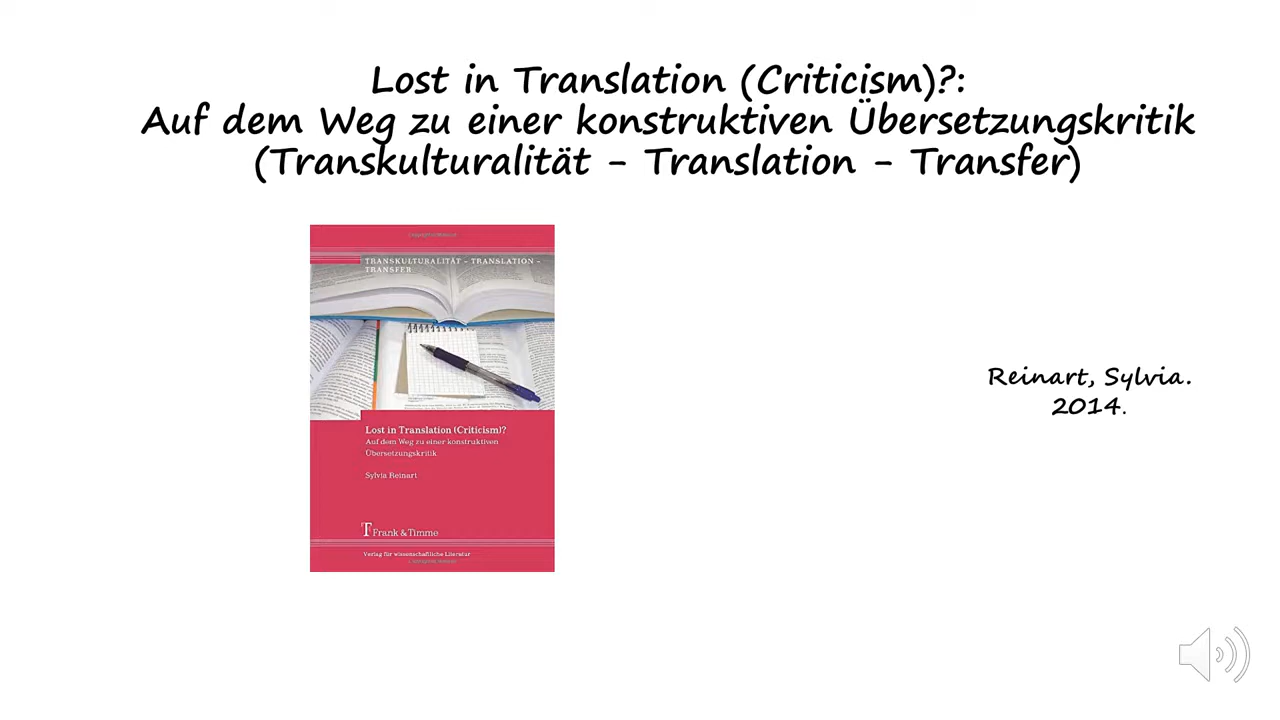 Lost in Translation (Criticism)?:
Auf dem Weg zu einer konstruktiven Übersetzungskritik
(Transkulturalität - Translation - Transfer)
TRANSKULTURALITÄT – TRANSLATION –
TRANSFER
Lost in Translation (Criticism)?
Auf dem Weg zu einer konstruktiven
Übersetzungskritik
Sylvia Reinart
Frank & Timme
Verlag für wissenschaftliche Literatur
Reinart, Sylvia.
2014.